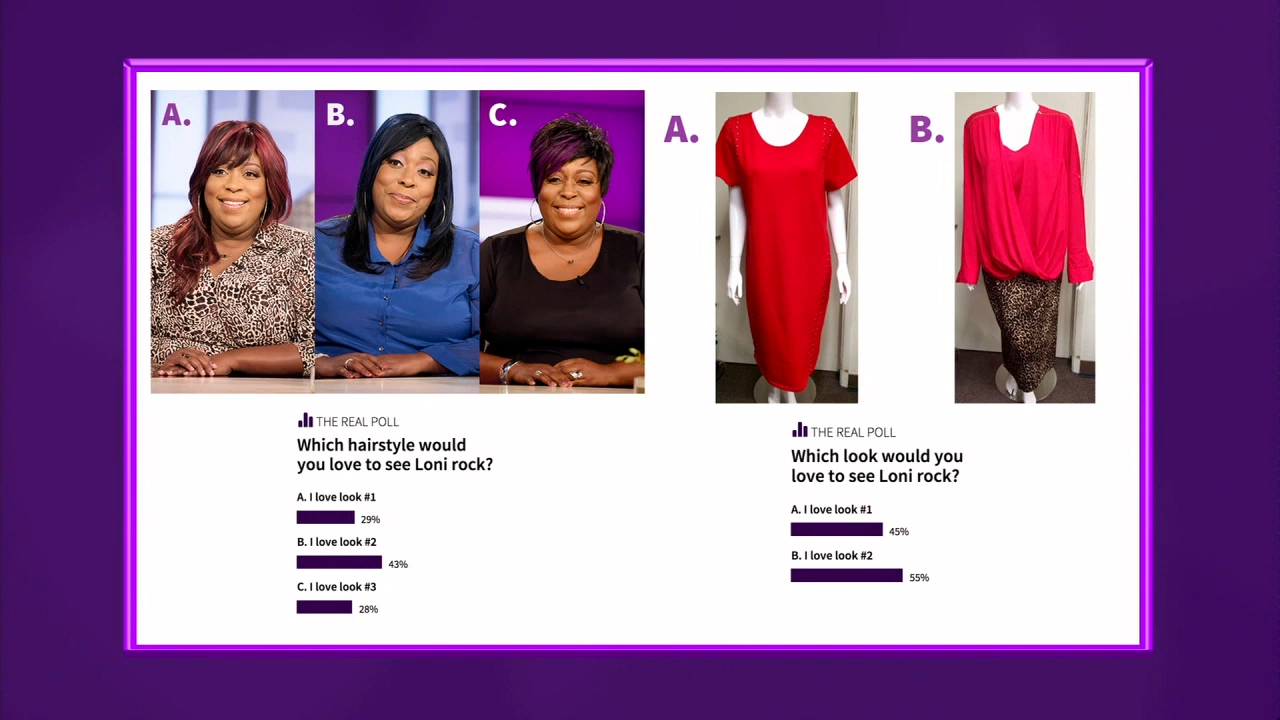 A.
B.
C.
THE REAL POLL
Which hairstyle would
you love to see Loni rock?
A. I love look #1
29%
B. I love look #2
43%
C. I love look #3
28%
A.
B.
THE REAL POLL
Which look would you
love to see Loni rock?
A. I love look #1
45%
B. I love look #2
55%